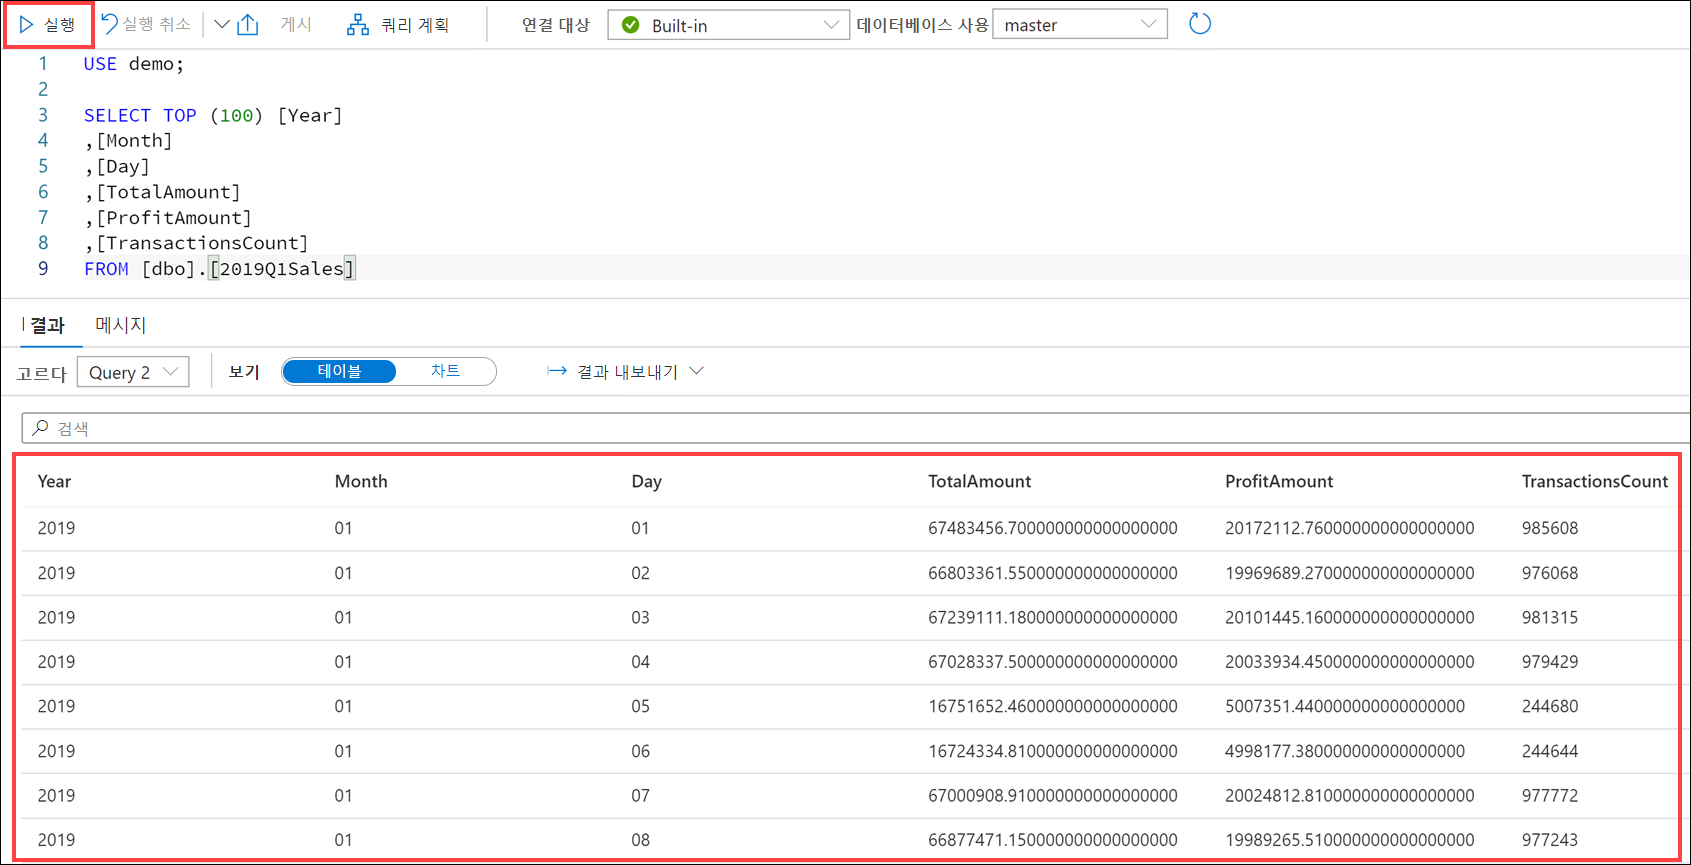 실행 실행 취소 게시 쿼리 계획 연결 대상 Built-in 데이터베이스 사용 master
1 USE demo;
2
3 SELECT TOP (100) [Year]
4 ,[Month]
5 ,[Day]
6 ,[TotalAmount]
7 ,[ProfitAmount]
8 ,[TransactionsCount]
9 FROM [dbo].[2019Q1Sales]
결과 메시지
고르다 Query 2 보기 테이블 차트 결과 내보내기
검색
Year Month Day TotalAmount ProfitAmount TransactionsCount
2019 01 01 67483456.700000000000000000 20172112.760000000000000000 985608
2019 01 02 66803361.550000000000000000 19969689.270000000000000000 976068
2019 01 03 67239111.180000000000000000 20101445.160000000000000000 981315
2019 01 04 67028337.500000000000000000 20033934.450000000000000000 979429
2019 01 05 16751652.460000000000000000 5007351.440000000000000000 244680
2019 01 06 16724334.810000000000000000 4998177.380000000000000000 244644
2019 01 07 67000908.910000000000000000 20024812.810000000000000000 977772
2019 01 08 66877471.150000000000000000 19989265.510000000000000000 977243